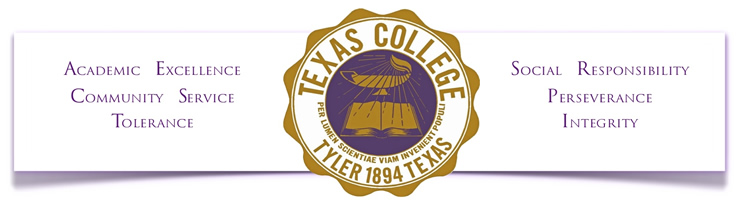 Academic Excellence
Community Service
Tolerance
TEXAS COLLEGE
PER LUMEN SCIENTIAE VIAM INVENIENT POPULI
TYLER 1894 TEXAS
Social Responsibility
Perseverance
Integrity